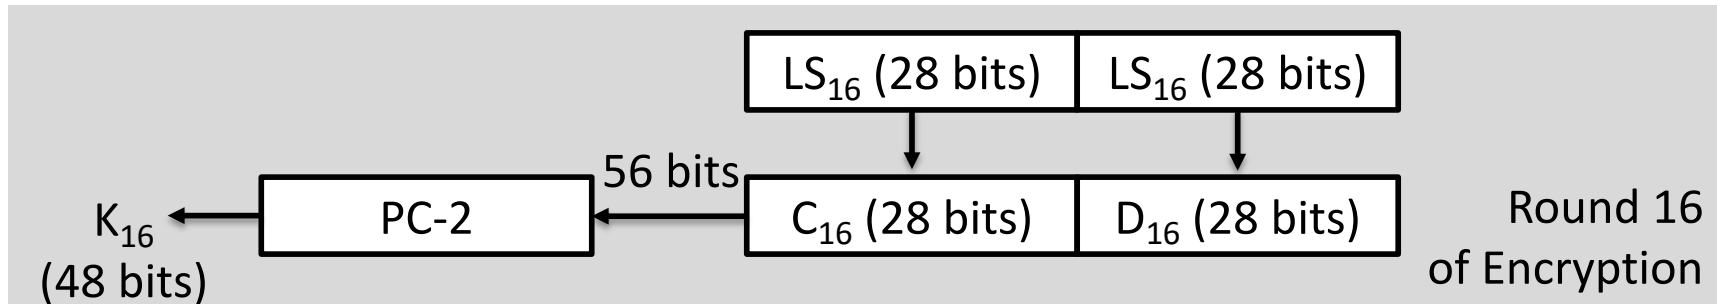 LS₁₆ (28 bits) LS₁₆ (28 bits)
56 bits
K₁₆
(48 bits)
PC-2
C₁₆ (28 bits) D₁₆ (28 bits)
Round 16
of Encryption